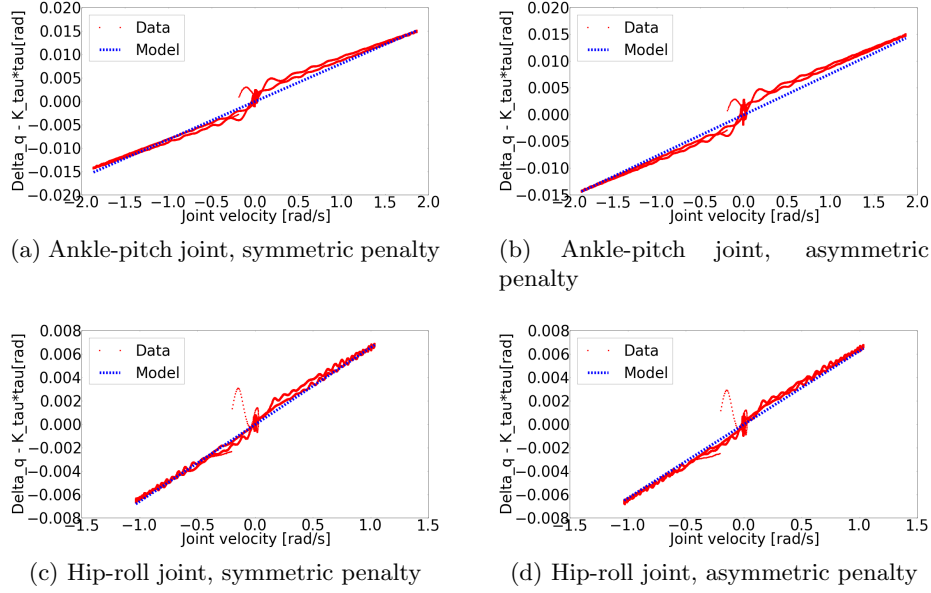 0.020
0.015
0.010
0.005
0.000
−0.005
−0.010
−0.015
−0.020
Delta_q - K_tau*tau[rad]
Data
Model
−2.0 −1.5 −1.0 −0.5 0.0 0.5 1.0 1.5 2.0
Joint velocity [rad/s]
(a) Ankle-pitch joint, symmetric penalty
0.020
0.015
0.010
0.005
0.000
−0.005
−0.010
−0.015
Delta_q - K_tau*tau[rad]
Data
Model
−2.0 −1.5 −1.0 −0.5 0.0 0.5 1.0 1.5 2.0
Joint velocity [rad/s]
(b) Ankle-pitch joint, asymmetric
penalty
0.008
0.006
0.004
0.002
0.000
−0.002
−0.004
−0.006
−0.008
Delta_q - K_tau*tau[rad]
Data
Model
−1.5 −1.0 −0.5 0.0 0.5 1.0 1.5
Joint velocity [rad/s]
(c) Hip-roll joint, symmetric penalty
0.008
0.006
0.004
0.002
0.000
−0.002
−0.004
−0.006
−0.008
Delta_q - K_tau*tau[rad]
Data
Model
−1.5 −1.0 −0.5 0.0 0.5 1.0 1.5
Joint velocity [rad/s]
(d) Hip-roll joint, asymmetric penalty